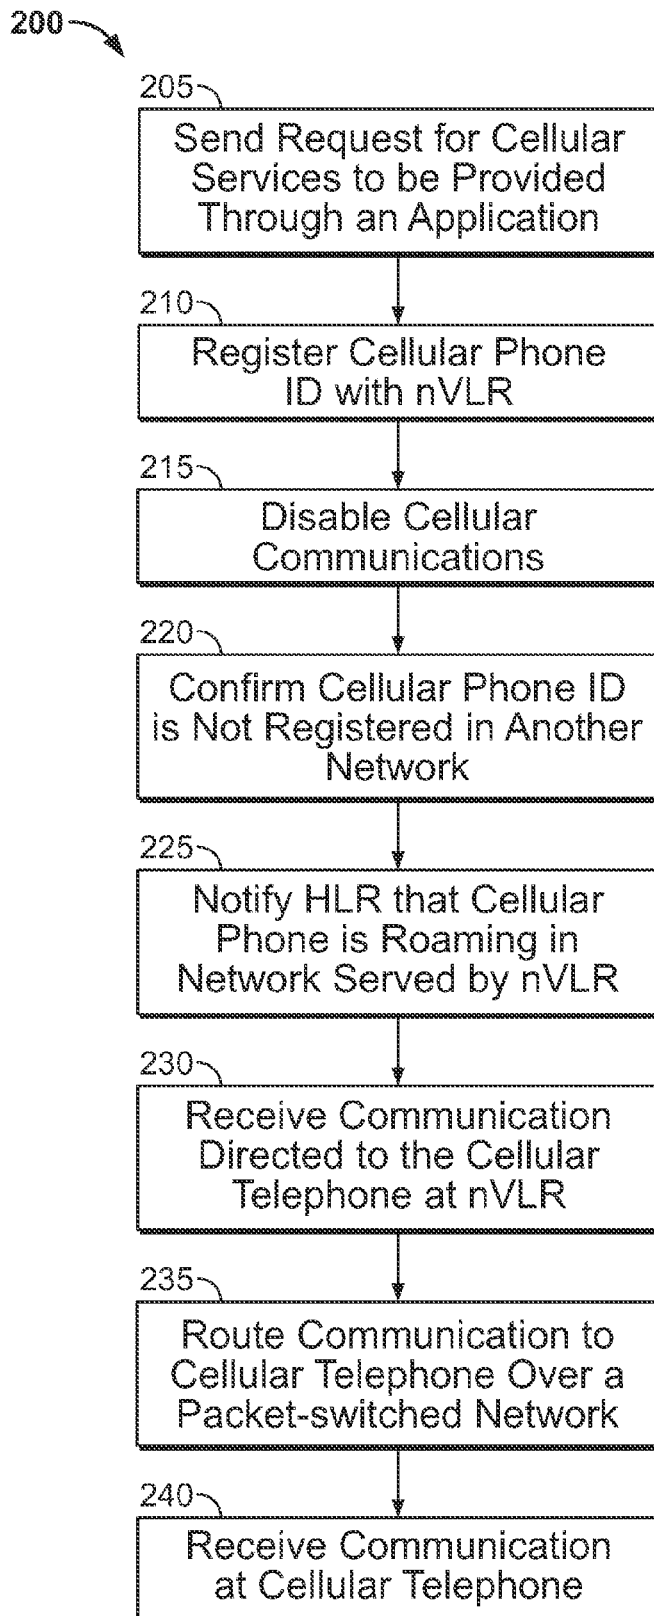 200
205
Send Request for Cellular
Services to be Provided
Through an Application
210
Register Cellular Phone
ID with nVLR
215
Disable Cellular
Communications
220
Confirm Cellular Phone ID
is Not Registered in Another
Network
225
Notify HLR that Cellular
Phone is Roaming in
Network Served by nVLR
230
Receive Communication
Directed to the Cellular
Telephone at nVLR
235
Route Communication to
Cellular Telephone Over a
Packet-switched Network
240
Receive Communication
at Cellular Telephone